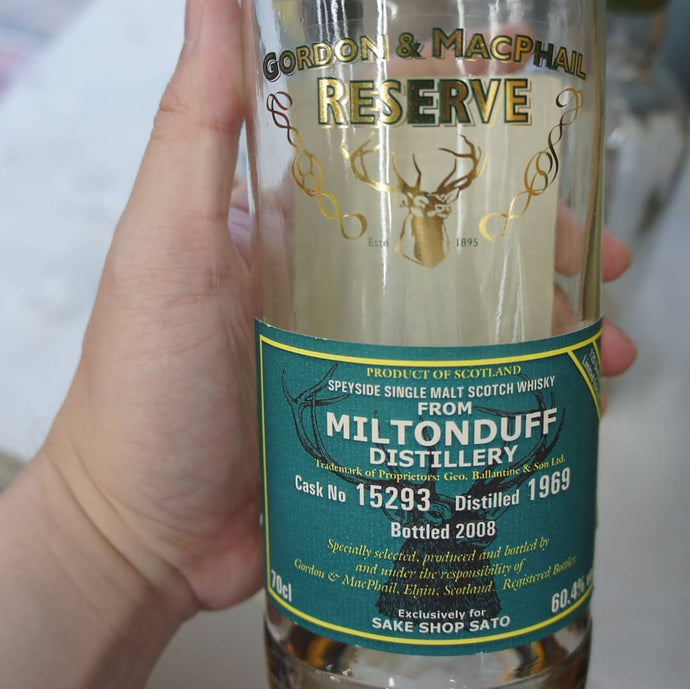 GORDON & MACPHAIL
RESERVE
Estd 1895
PRODUCT OF SCOTLAND
SPEYSIDE SINGLE MALT SCOTCH WHISKY
FROM
MILTONDUFF
DISTILLERY
Trademark of Proprietors: Geo. Ballantine & Son Ltd.
Cask No 15293 Distilled 1969
Bottled 2008
Specially selected, produced and bottled by
and under the responsibility of
Gordon & MacPhail, Elgin, Scotland. Registered Bottler.
70cl
60.4%
Exclusively for
SAKE SHOP SATO